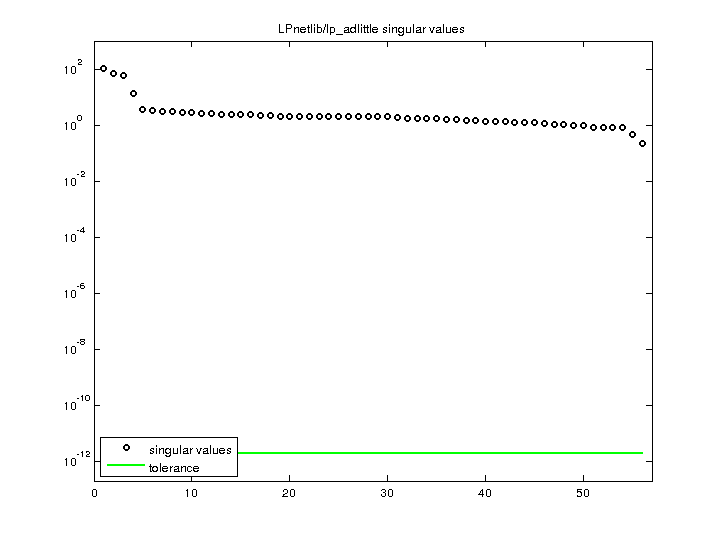 LPnetlib/lp_adlittle singular values
10^2
10^0
10^-2
10^-4
10^-6
10^-8
10^-10
10^-12
singular values
tolerance
0 10 20 30 40 50